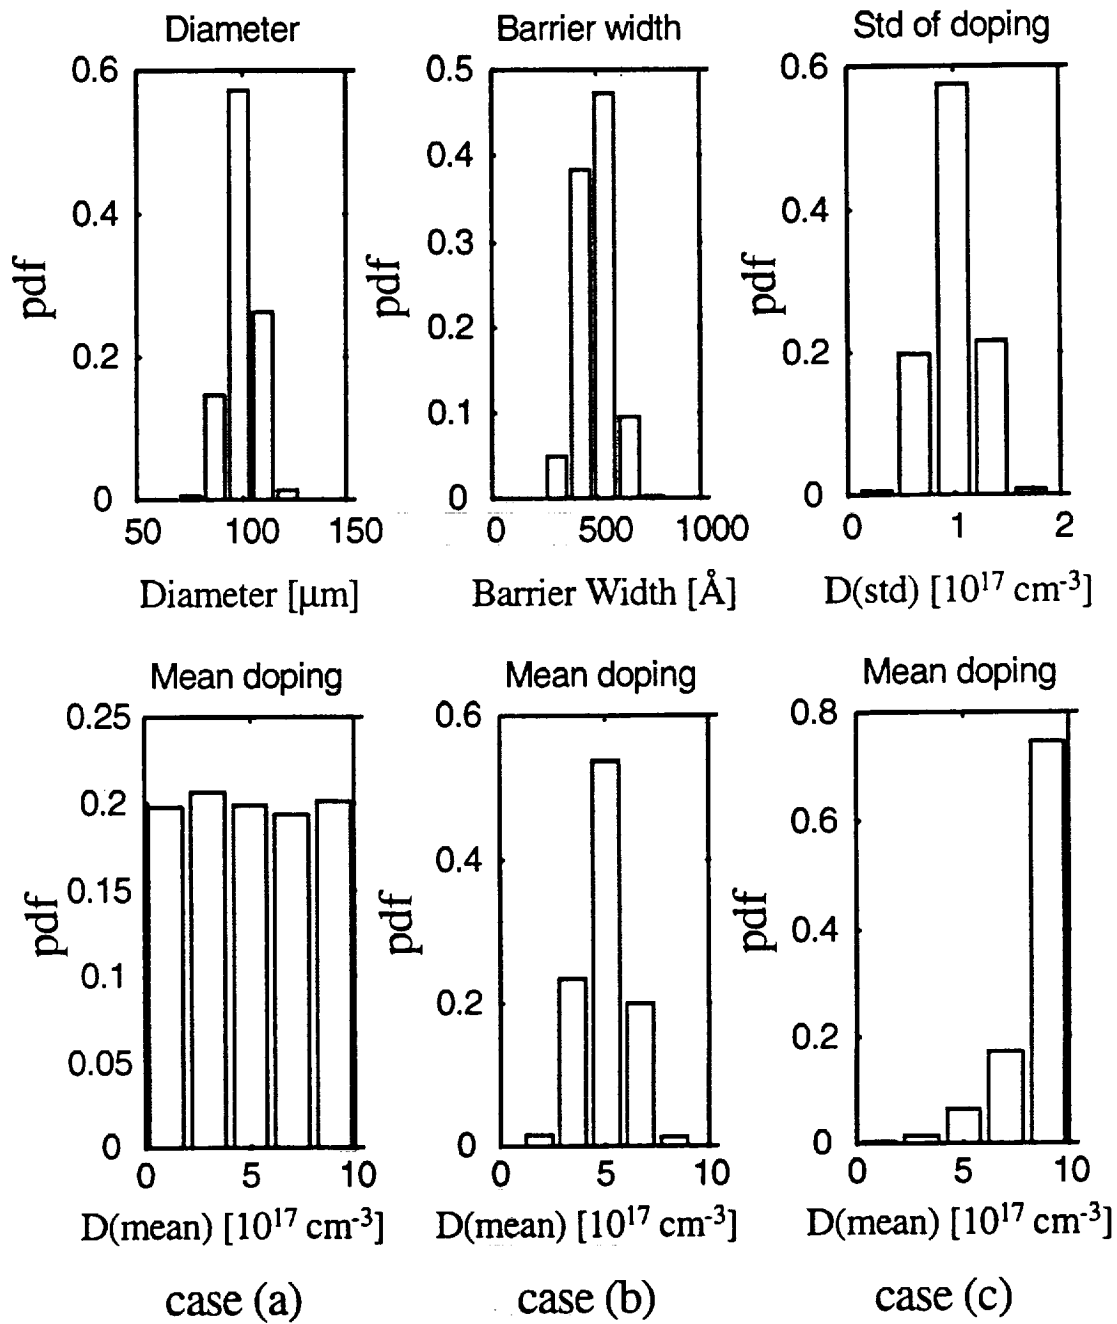 Diameter
Barrier width
Std of doping
0.6
0.4
0.2
0
pdf
50
100
150
Diameter [μm]
0.5
0.4
0.3
0.2
0.1
0
pdf
0
500
1000
Barrier Width [Å]
0.6
0.4
0.2
0
pdf
0
1
2
D(std) [10¹⁷ cm⁻³]
Mean doping
Mean doping
Mean doping
0.25
0.2
0.15
0.1
0.05
0
pdf
0
5
10
D(mean) [10¹⁷ cm⁻³]
0.6
0.4
0.2
0
pdf
0
5
10
D(mean) [10¹⁷ cm⁻³]
0.8
0.6
0.4
0.2
0
pdf
0
5
10
D(mean) [10¹⁷ cm⁻³]
case (a)
case (b)
case (c)